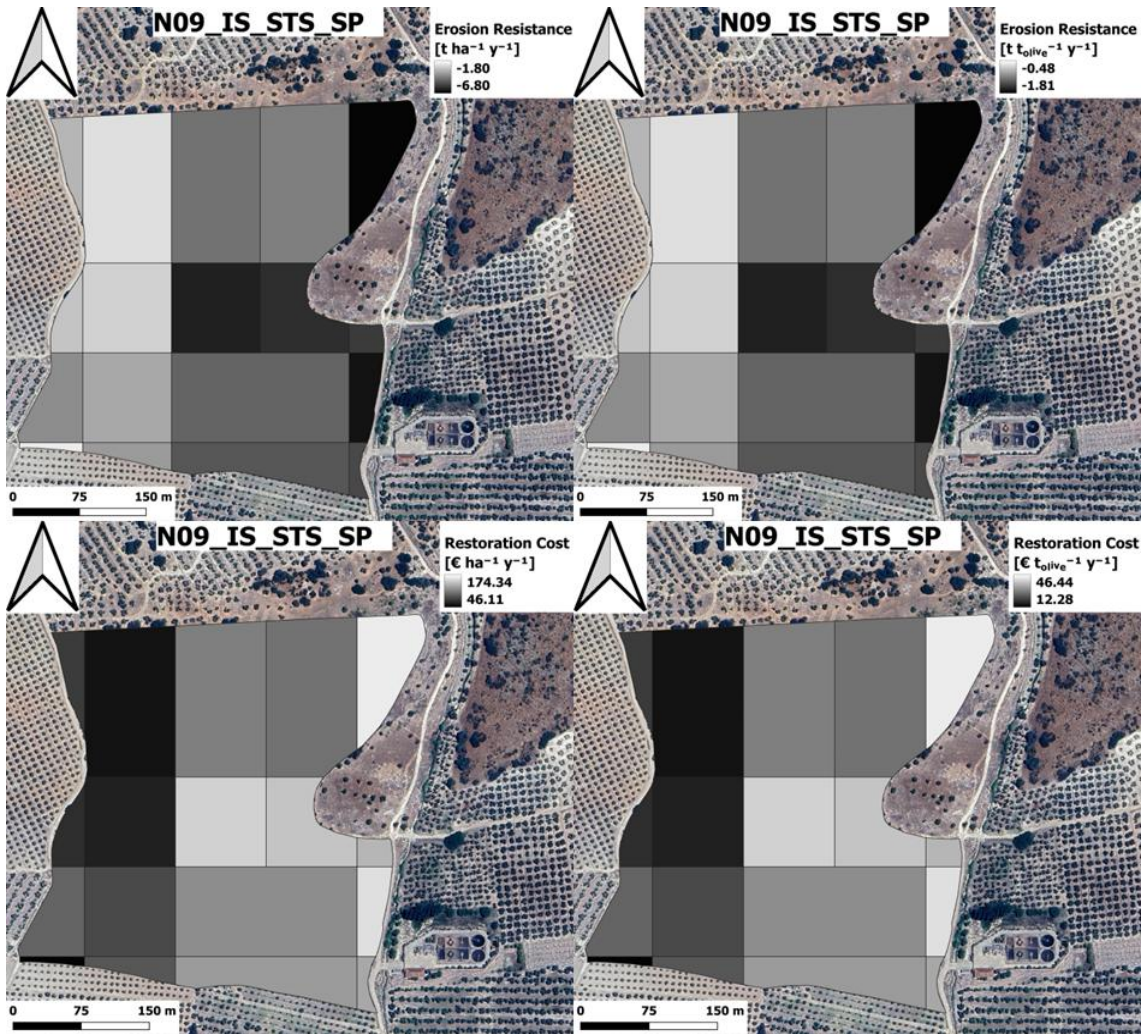 N09_IS_STS_SP
Erosion Resistance
[t ha⁻¹ y⁻¹]
-1.80
-6.80
0 75 150 m
N09_IS_STS_SP
Erosion Resistance
[t tₒₗᵢᵥₑ⁻¹ y⁻¹]
-0.48
-1.81
0 75 150 m
N09_IS_STS_SP
Restoration Cost
[€ ha⁻¹ y⁻¹]
174.34
46.11
0 75 150 m
N09_IS_STS_SP
Restoration Cost
[€ tₒₗᵢᵥₑ⁻¹ y⁻¹]
46.44
12.28
0 75 150 m